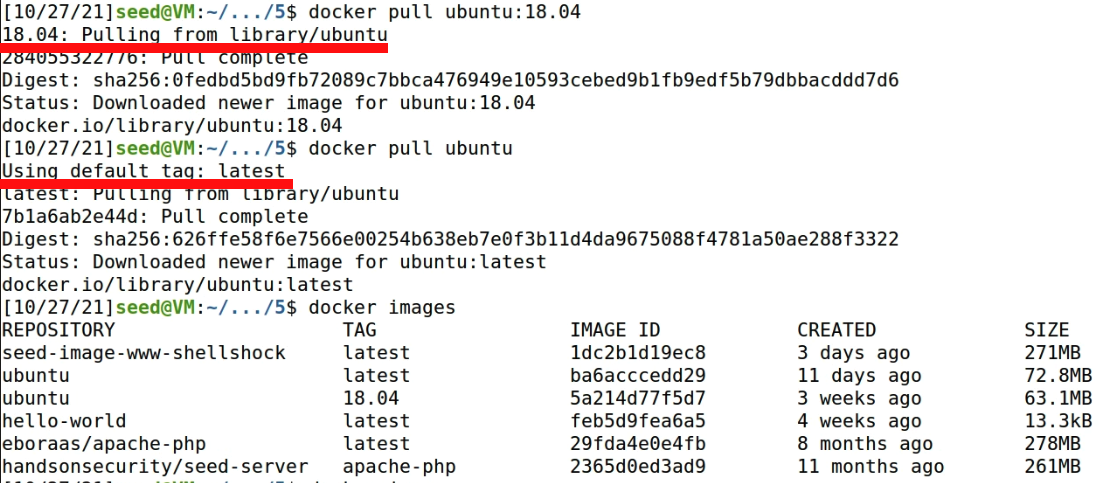 [10/27/21]seed@VM:~/.../5$ docker pull ubuntu:18.04
18.04: Pulling from library/ubuntu
284055322776: Pull complete
Digest: sha256:0fedbd5bd9fb72089c7bbca476949e10593cebed9b1fb9edf5b79dbbacddd7d6
Status: Downloaded newer image for ubuntu:18.04
docker.io/library/ubuntu:18.04
[10/27/21]seed@VM:~/.../5$ docker pull ubuntu
Using default tag: latest
latest: Pulling from library/ubuntu
7b1a6ab2e44d: Pull complete
Digest: sha256:626ffe58f6e7566e00254b638eb7e0f3b11d4da9675088f4781a50ae288f3322
Status: Downloaded newer image for ubuntu:latest
docker.io/library/ubuntu:latest
[10/27/21]seed@VM:~/.../5$ docker images
REPOSITORY TAG IMAGE ID CREATED SIZE
seed-image-www-shellshock latest 1dc2b1d19ec8 3 days ago 271MB
ubuntu latest ba6acccedd29 11 days ago 72.8MB
ubuntu 18.04 5a214d77f5d7 3 weeks ago 63.1MB
hello-world latest feb5d9fea6a5 4 weeks ago 13.3kB
eboraas/apache-php latest 29fda4e0e4fb 8 months ago 278MB
handsonsecurity/seed-server apache-php 2365d0ed3ad9 11 months ago 261MB